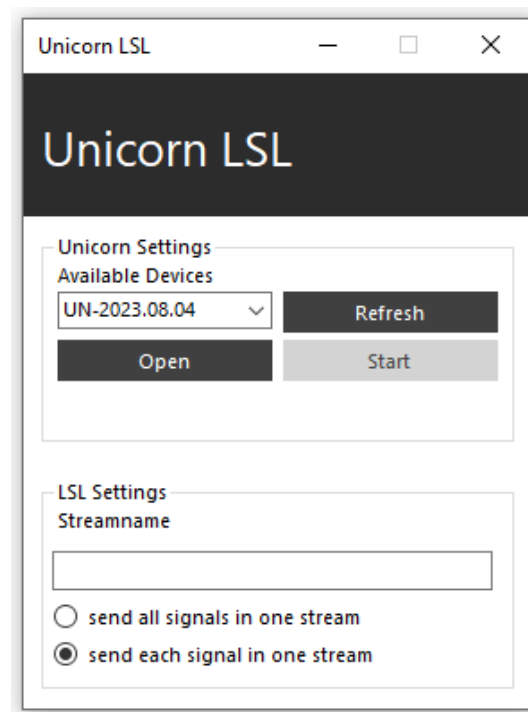 Unicorn LSL
Unicorn LSL
Unicorn Settings
Available Devices
UN-2023.08.04
Refresh
Open
Start
LSL Settings
Streamname
send all signals in one stream
send each signal in one stream